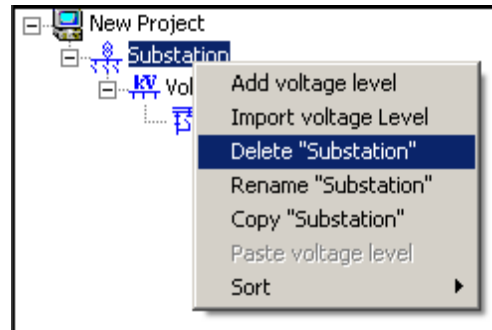 New Project
Substation
KV Vol
Add voltage level
Import voltage Level
Delete "Substation"
Rename "Substation"
Copy "Substation"
Paste voltage level
Sort